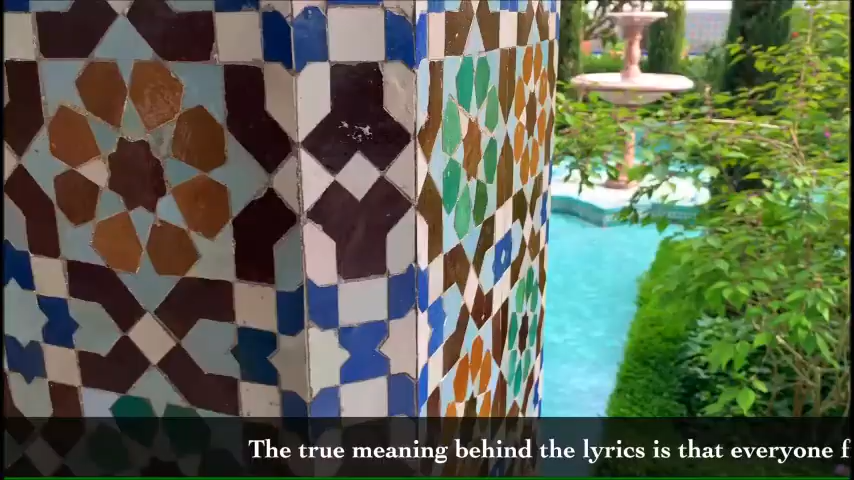 The true meaning behind the lyrics is that everyone